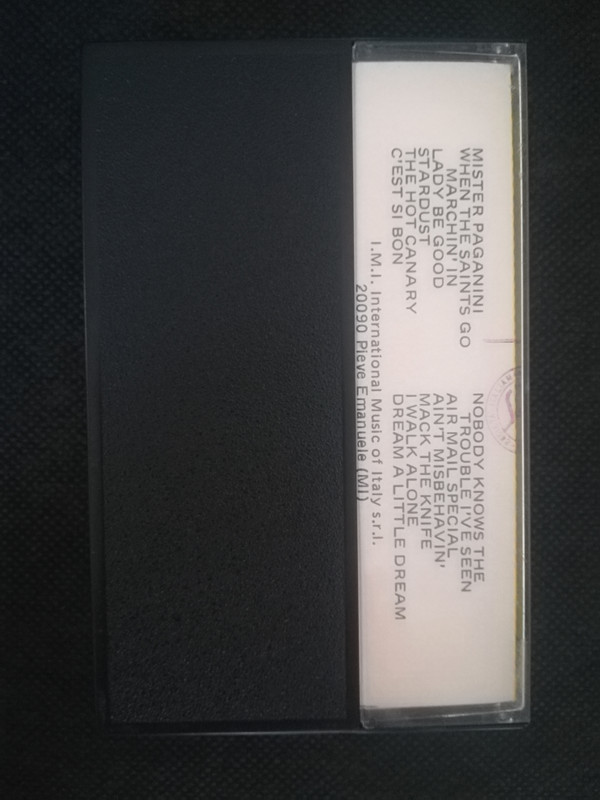 MISTER PAGANINI
WHEN THE SAINTS GO
MARCHIN' IN
LADY BE GOOD
STARDUST
THE HOT CANARY
C'EST SI BON
NOBODY KNOWS THE
TROUBLE I'VE SEEN
AIR MAIL SPECIAL
AIN'T MISBEHAVIN'
MACK THE KNIFE
I WALK ALONE
DREAM A LITTLE DREAM
I.M.I. International Music of Italy s.r.l.
20090 Pieve Emanuele (MI)